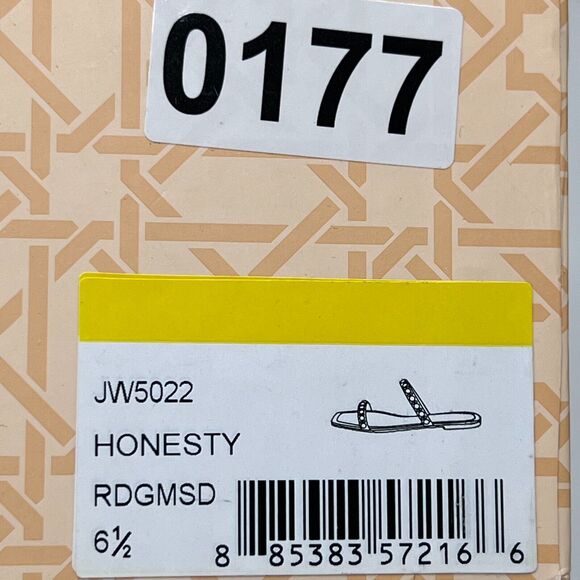 0177
JW5022
HONESTY
RDGMSD
6½
8 85383 57216 6